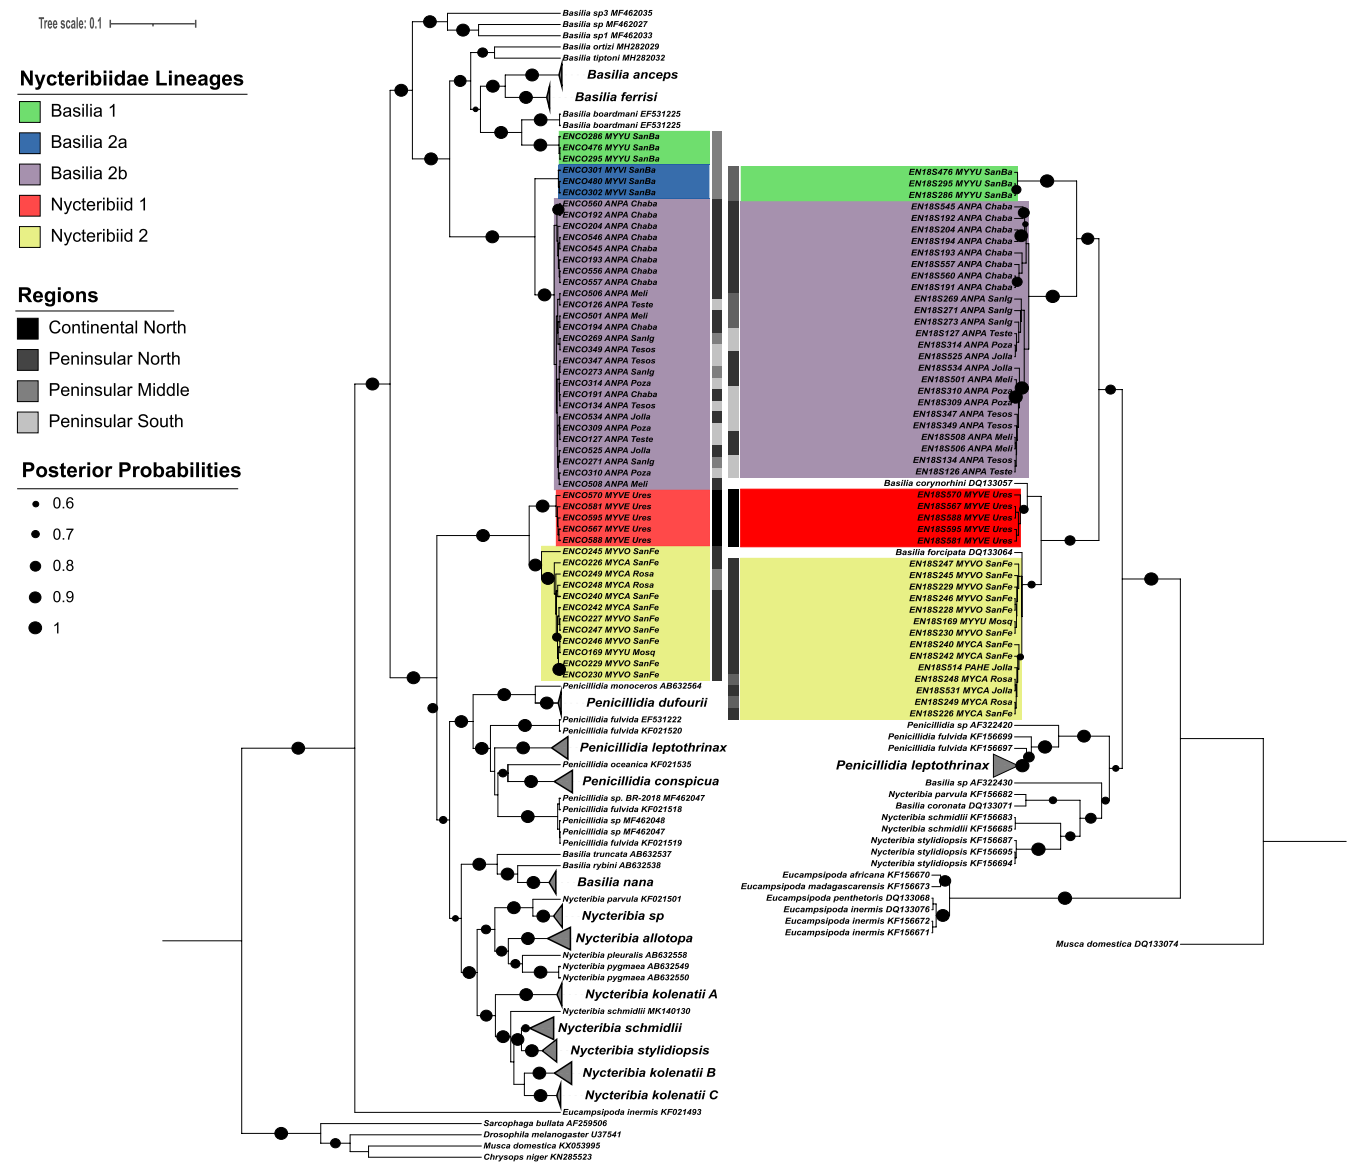 Tree scale: 0.1
Nycteribiidae Lineages
Basilia 1
Basilia 2a
Basilia 2b
Nycteribiid 1
Nycteribiid 2
Regions
Continental North
Peninsular North
Peninsular Middle
Peninsular South
Posterior Probabilities
0.6
0.7
0.8
0.9
1
Basilia sp3 MF462035
Basilia sp MF462027
Basilia sp1 MF462033
Basilia ortizi MH282029
Basilia tiptoni MH282032
Basilia anceps
Basilia ferrisi
Basilia boardmani EF531225
Basilia boardmani EF531225
ENCO286 MYYU SanBa
ENCO476 MYYU SanBa
ENCO295 MYYU SanBa
ENCO301 MYVI SanBa
ENCO480 MYVI SanBa
ENCO302 MYVI SanBa
ENCO560 ANPA Chaba
ENCO192 ANPA Chaba
ENCO204 ANPA Chaba
ENCO546 ANPA Chaba
ENCO545 ANPA Chaba
ENCO193 ANPA Chaba
ENCO556 ANPA Chaba
ENCO557 ANPA Chaba
ENCO506 ANPA Meli
ENCO126 ANPA Teste
ENCO501 ANPA Meli
ENCO194 ANPA Chaba
ENCO269 ANPA SanIg
ENCO349 ANPA Tesos
ENCO347 ANPA Tesos
ENCO273 ANPA SanIg
ENCO314 ANPA Poza
ENCO191 ANPA Chaba
ENCO134 ANPA Tesos
ENCO534 ANPA Jolla
ENCO309 ANPA Poza
ENCO127 ANPA Teste
ENCO525 ANPA Jolla
ENCO271 ANPA SanIg
ENCO310 ANPA Poza
ENCO508 ANPA Meli
ENCO570 MYVE Ures
ENCO581 MYVE Ures
ENCO595 MYVE Ures
ENCO567 MYVE Ures
ENCO588 MYVE Ures
ENCO245 MYVO SanFe
ENCO226 MYCA SanFe
ENCO249 MYCA Rosa
ENCO248 MYCA Rosa
ENCO240 MYCA SanFe
ENCO242 MYCA SanFe
ENCO227 MYVO SanFe
ENCO247 MYVO SanFe
ENCO246 MYVO SanFe
ENCO169 MYYU Mosq
ENCO229 MYVO SanFe
ENCO230 MYVO SanFe
Penicillidia monoceros AB632564
Penicillidia dufourii
Penicillidia fulvida EF531222
Penicillidia fulvida KF021520
Penicillidia leptothrinax
Penicillidia oceanica KF021535
Penicillidia conspicua
Penicillidia sp. BR-2018 MF462047
Penicillidia fulvida KF021518
Penicillidia sp MF462048
Penicillidia sp MF462047
Penicillidia fulvida KF021519
Basilia truncata AB632537
Basilia rybini AB632538
Basilia nana
Nycteribia parvula KF021501
Nycteribia sp
Nycteribia allotopa
Nycteribia pleuralis AB632558
Nycteribia pygmaea AB632549
Nycteribia pygmaea AB632550
Nycteribia kolenatii A
Nycteribia schmidlii MK140130
Nycteribia schmidlii
Nycteribia stylidiopsis
Nycteribia kolenatii B
Nycteribia kolenatii C
Eucampsipoda inermis KF021493
Sarcophaga bullata AF259506
Drosophila melanogaster U37541
Musca domestica KX053995
Chrysops niger KN285523
EN18S476 MYYU SanBa
EN18S295 MYYU SanBa
EN18S286 MYYU SanBa
EN18S545 ANPA Chaba
EN18S192 ANPA Chaba
EN18S204 ANPA Chaba
EN18S194 ANPA Chaba
EN18S193 ANPA Chaba
EN18S557 ANPA Chaba
EN18S560 ANPA Chaba
EN18S191 ANPA Chaba
EN18S269 ANPA SanIg
EN18S271 ANPA SanIg
EN18S273 ANPA SanIg
EN18S127 ANPA Teste
EN18S314 ANPA Poza
EN18S525 ANPA Jolla
EN18S534 ANPA Jolla
EN18S501 ANPA Meli
EN18S310 ANPA Poza
EN18S309 ANPA Poza
EN18S347 ANPA Tesos
EN18S349 ANPA Tesos
EN18S508 ANPA Meli
EN18S506 ANPA Meli
EN18S134 ANPA Tesos
EN18S126 ANPA Teste
Basilia corynorhini DQ133057
EN18S570 MYVE Ures
EN18S567 MYVE Ures
EN18S588 MYVE Ures
EN18S595 MYVE Ures
EN18S581 MYVE Ures
Basilia forcipata DQ133064
EN18S247 MYVO SanFe
EN18S245 MYVO SanFe
EN18S229 MYVO SanFe
EN18S246 MYVO SanFe
EN18S228 MYVO SanFe
EN18S169 MYYU Mosq
EN18S230 MYVO SanFe
EN18S240 MYCA SanFe
EN18S242 MYCA SanFe
EN18S514 PAHE Jolla
EN18S248 MYCA Rosa
EN18S531 MYCA Jolla
EN18S249 MYCA Rosa
EN18S226 MYCA SanFe
Penicillidia sp AF322420
Penicillidia fulvida KF156699
Penicillidia fulvida KF156697
Penicillidia leptothrinax
Basilia sp AF322430
Nycteribia parvula KF156682
Basilia coronata DQ133071
Nycteribia schmidlii KF156683
Nycteribia schmidlii KF156685
Nycteribia stylidiopsis KF156687
Nycteribia stylidiopsis KF156695
Nycteribia stylidiopsis KF156694
Eucampsipoda africana KF156670
Eucampsipoda madagascarensis KF156673
Eucampsipoda penthetoris DQ133068
Eucampsipoda inermis DQ133076
Eucampsipoda inermis KF156672
Eucampsipoda inermis KF156671
Musca domestica DQ133074